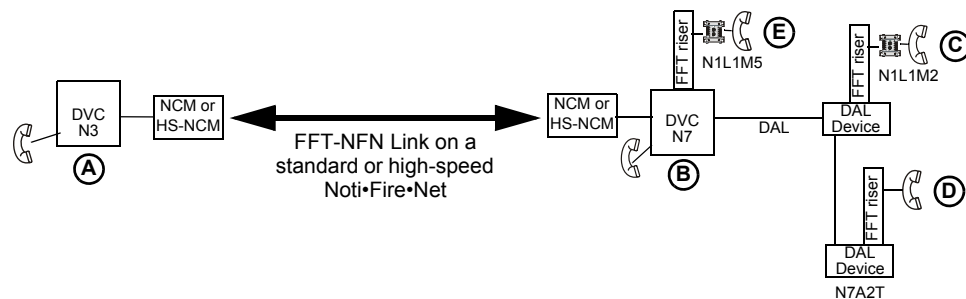 DVC
N3
A
NCM or
HS-NCM
FFT-NFN Link on a
standard or high-speed
Noti•Fire•Net
NCM or
HS-NCM
FFT riser
N1L1M5
E
DVC
N7
B
DAL
FFT riser
N1L1M2
C
DAL
Device
FFT riser
D
DAL
Device
N7A2T